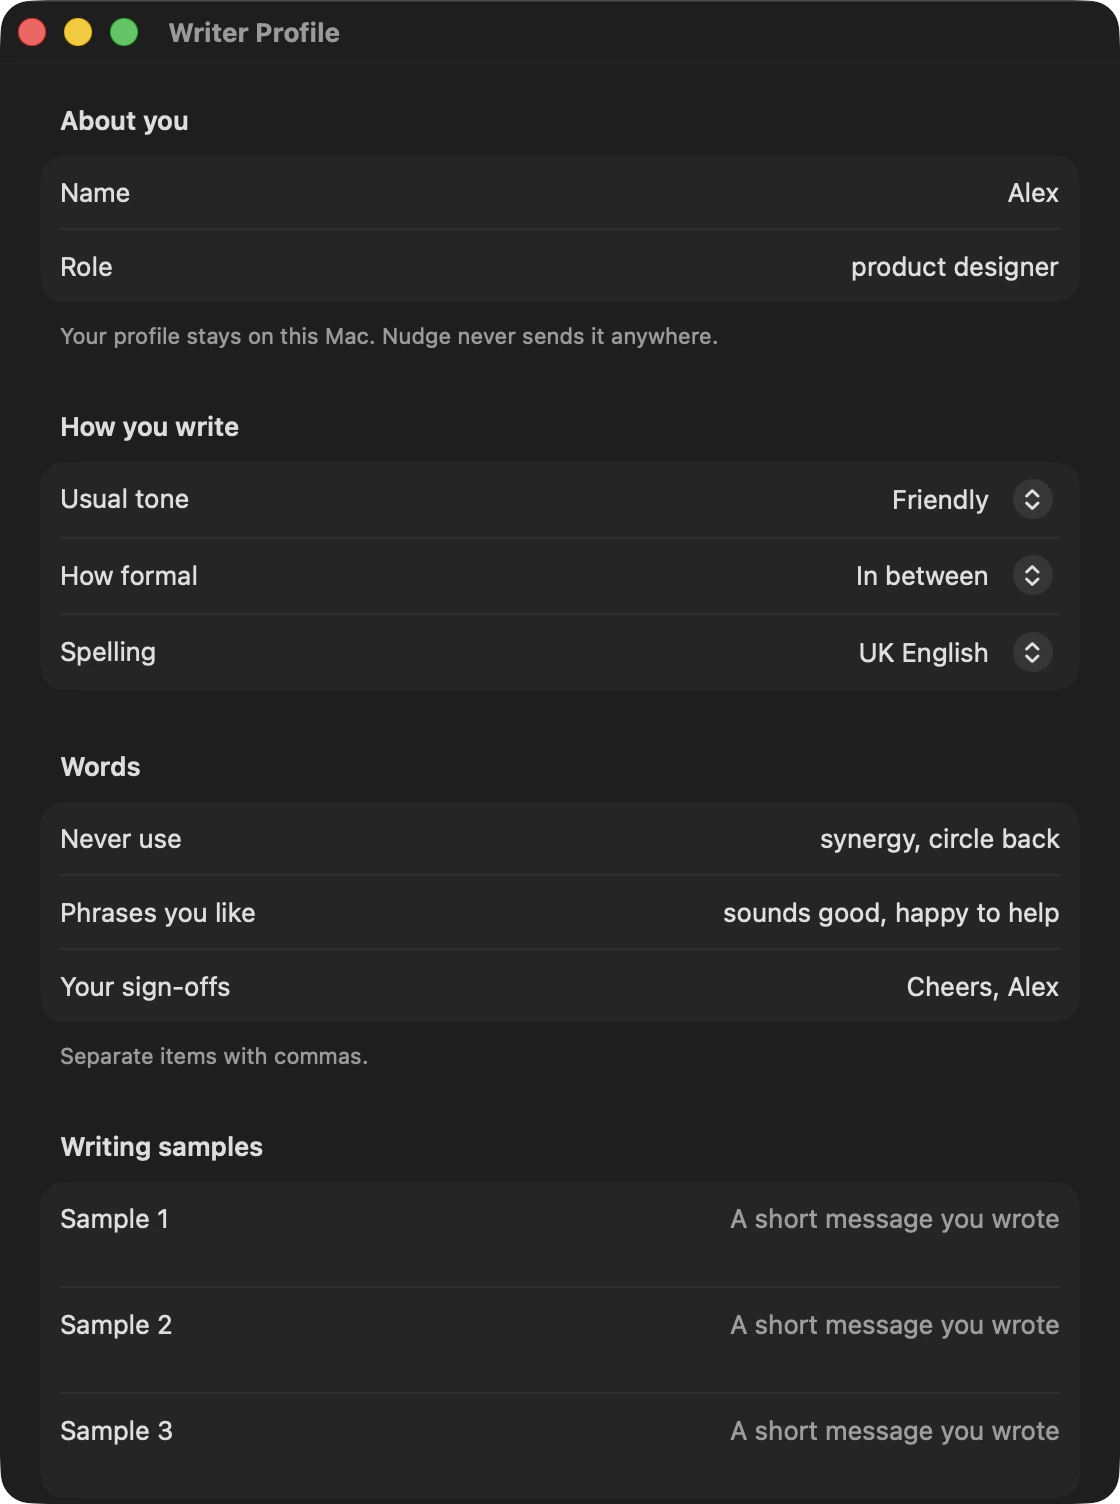 Writer Profile
About you
Name Alex
Role product designer
Your profile stays on this Mac. Nudge never sends it anywhere.
How you write
Usual tone Friendly
How formal In between
Spelling UK English
Words
Never use synergy, circle back
Phrases you like sounds good, happy to help
Your sign-offs Cheers, Alex
Separate items with commas.
Writing samples
Sample 1 A short message you wrote
Sample 2 A short message you wrote
Sample 3 A short message you wrote